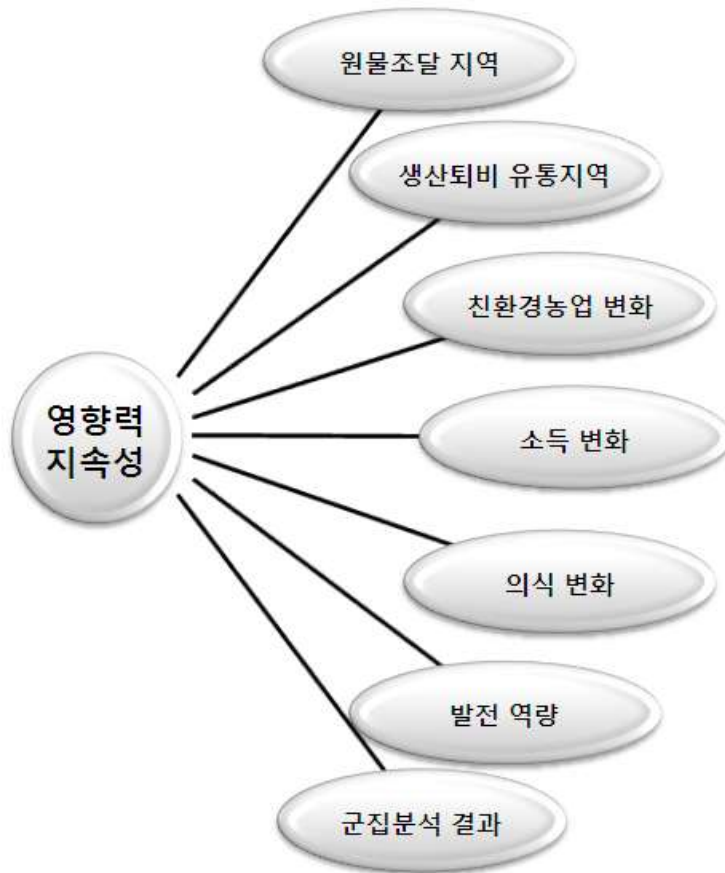 원물조달 지역
생산퇴비 유통지역
친환경농업 변화
영향력
지속성
소득 변화
의식 변화
발전 역량
군집분석 결과